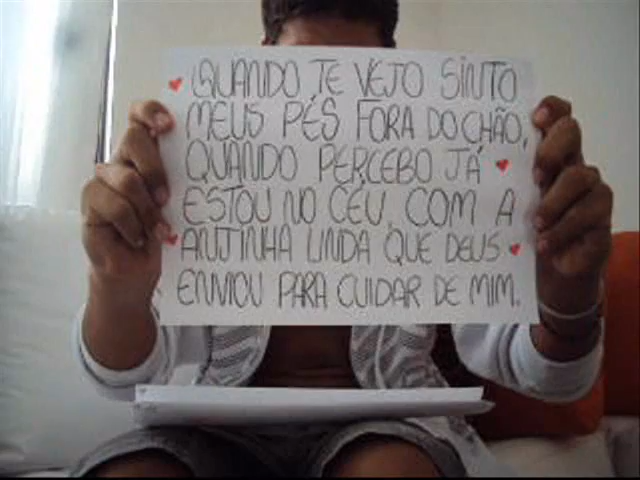 QUANDO TE VEJO SINTO
MEUS PÉS FORA DO CHÃO,
QUANDO PERCEBO JÁ
ESTOU NO CÉU COM A
ANJINHA LINDA QUE DEUS
ENVIOU PARA CUIDAR DE MIM.